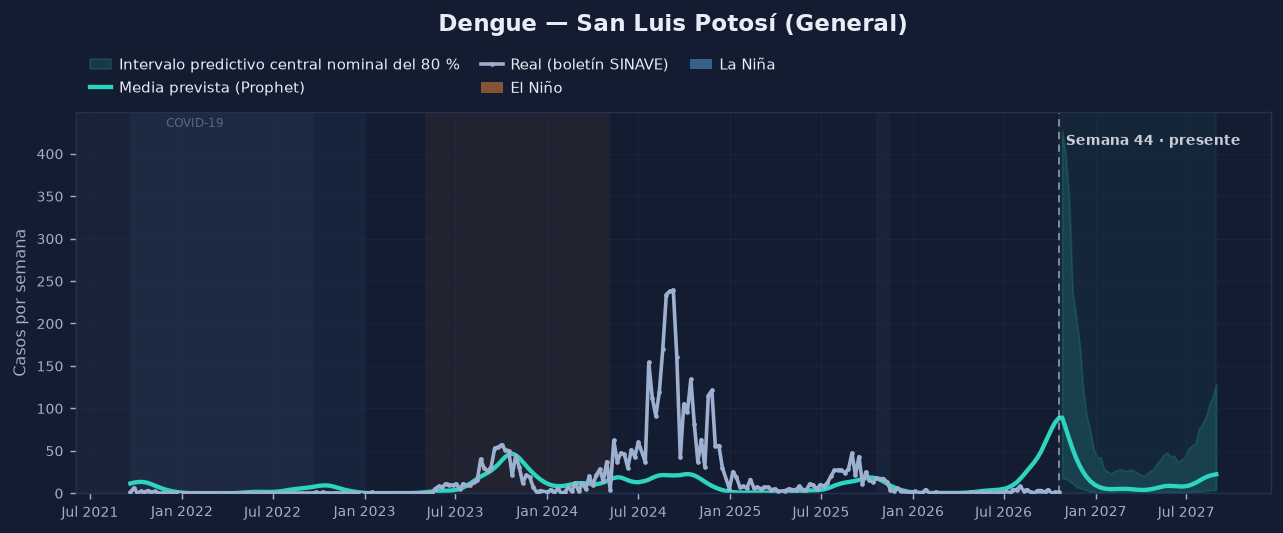 Dengue — San Luis Potosí (General)
Intervalo predictivo central nominal del 80 %
Real (boletín SINAVE)
La Niña
Media prevista (Prophet)
El Niño
COVID-19
Semana 44 · presente
Casos por semana
400
350
300
250
200
150
100
50
0
Jul 2021
Jan 2022
Jul 2022
Jan 2023
Jul 2023
Jan 2024
Jul 2024
Jan 2025
Jul 2025
Jan 2026
Jul 2026
Jan 2027
Jul 2027